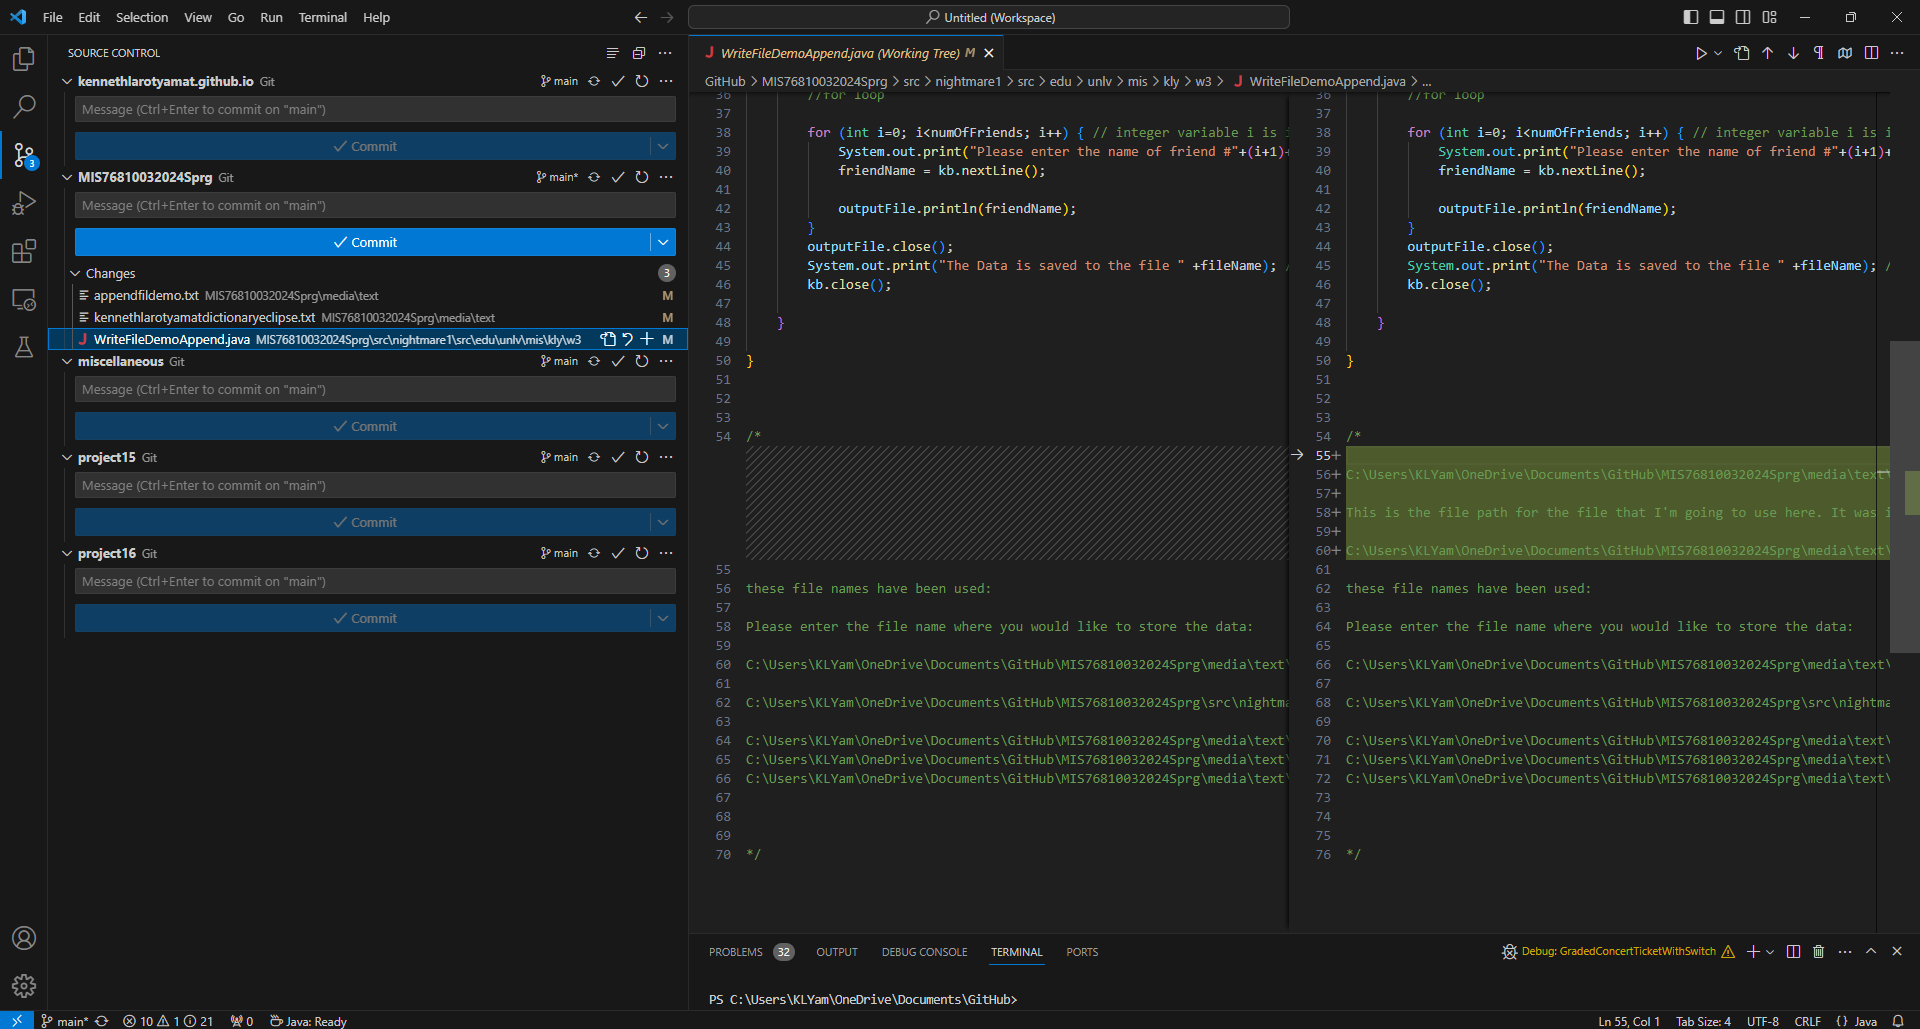 File Edit Selection View Go Run Terminal Help
Untitled (Workspace)
SOURCE CONTROL
kennethlarotyamat.github.io Git main
Message (Ctrl+Enter to commit on "main")
Commit
MIS76810032024Sprg Git main*
Message (Ctrl+Enter to commit on "main")
Commit
Changes 3
appendfildemo.txt MIS76810032024Sprg\media\text M
kennethlarotyamatdictionaryeclipse.txt MIS76810032024Sprg\media\text M
WriteFileDemoAppend.java MIS76810032024Sprg\src\nightmare1\src\edu\unlv\mis\kly\w3 M
miscellaneous Git main
Message (Ctrl+Enter to commit on "main")
Commit
project15 Git main
Message (Ctrl+Enter to commit on "main")
Commit
project16 Git main
Message (Ctrl+Enter to commit on "main")
Commit
3
WriteFileDemoAppend.java (Working Tree) M
GitHub > MIS76810032024Sprg > src > nightmare1 > src > edu > unlv > mis > kly > w3 > WriteFileDemoAppend.java > ...
36 //for loop
37
38 for (int i=0; i<numOfFriends; i++) { // integer variable i is i
39 System.out.print("Please enter the name of friend #"+(i+1)+
40 friendName = kb.nextLine();
41
42 outputFile.println(friendName);
43 }
44 outputFile.close();
45 System.out.print("The Data is saved to the file " +fileName); /
46 kb.close();
47
48 }
49
50 }
51
52
53
54 /*
55
56 these file names have been used:
57
58 Please enter the file name where you would like to store the data:
59
60 C:\Users\KLYam\OneDrive\Documents\GitHub\MIS76810032024Sprg\media\text\
61
62 C:\Users\KLYam\OneDrive\Documents\GitHub\MIS76810032024Sprg\src\nightma
63
64 C:\Users\KLYam\OneDrive\Documents\GitHub\MIS76810032024Sprg\media\text\
65 C:\Users\KLYam\OneDrive\Documents\GitHub\MIS76810032024Sprg\media\text\
66 C:\Users\KLYam\OneDrive\Documents\GitHub\MIS76810032024Sprg\media\text\
67
68
69
70 */
36 //for loop
37
38 for (int i=0; i<numOfFriends; i++) { // integer variable i is i
39 System.out.print("Please enter the name of friend #"+(i+1)+
40 friendName = kb.nextLine();
41
42 outputFile.println(friendName);
43 }
44 outputFile.close();
45 System.out.print("The Data is saved to the file " +fileName); /
46 kb.close();
47
48 }
49
50 }
51
52
53
54 /*
55+
56+ C:\Users\KLYam\OneDrive\Documents\GitHub\MIS76810032024Sprg\media\text\
57+
58+ This is the file path for the file that I'm going to use here. It was i
59+
60+ C:\Users\KLYam\OneDrive\Documents\GitHub\MIS76810032024Sprg\media\text\
61
62 these file names have been used:
63
64 Please enter the file name where you would like to store the data:
65
66 C:\Users\KLYam\OneDrive\Documents\GitHub\MIS76810032024Sprg\media\text\
67
68 C:\Users\KLYam\OneDrive\Documents\GitHub\MIS76810032024Sprg\src\nightma
69
70 C:\Users\KLYam\OneDrive\Documents\GitHub\MIS76810032024Sprg\media\text\
71 C:\Users\KLYam\OneDrive\Documents\GitHub\MIS76810032024Sprg\media\text\
72 C:\Users\KLYam\OneDrive\Documents\GitHub\MIS76810032024Sprg\media\text\
73
74
75
76 */
PROBLEMS 32 OUTPUT DEBUG CONSOLE TERMINAL PORTS
Debug: GradedConcertTicketWithSwitch
PS C:\Users\KLYam\OneDrive\Documents\GitHub>
main* 10 1 21 0 Java: Ready
Ln 55, Col 1 Tab Size: 4 UTF-8 CRLF {} Java